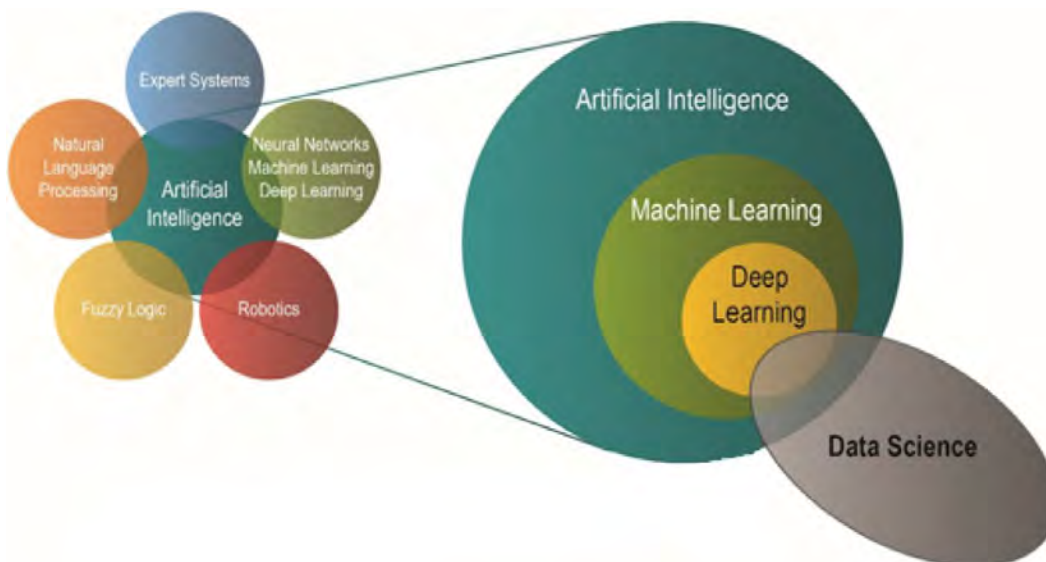 Expert Systems
Natural
Language
Processing
Neural Networks
Machine Learning
Deep Learning
Artificial
Intelligence
Fuzzy Logic
Robotics
Artificial Intelligence
Machine Learning
Deep
Learning
Data Science